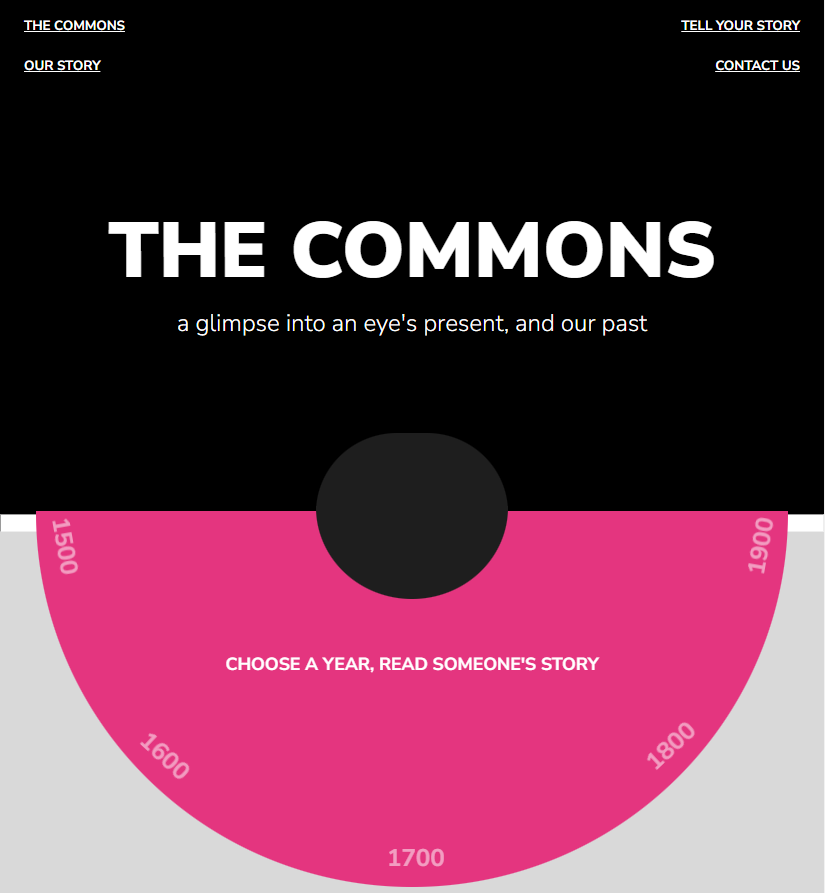 THE COMMONS
TELL YOUR STORY
OUR STORY
CONTACT US
THE COMMONS
a glimpse into an eye's present, and our past
1500
1900
CHOOSE A YEAR, READ SOMEONE'S STORY
1600
1800
1700